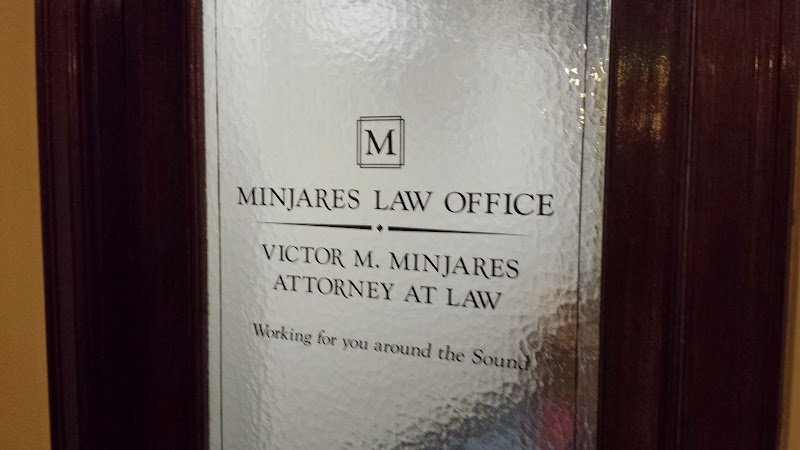 M
MINJARES LAW OFFICE
VICTOR M. MINJARES
ATTORNEY AT LAW
Working for you around the Sound